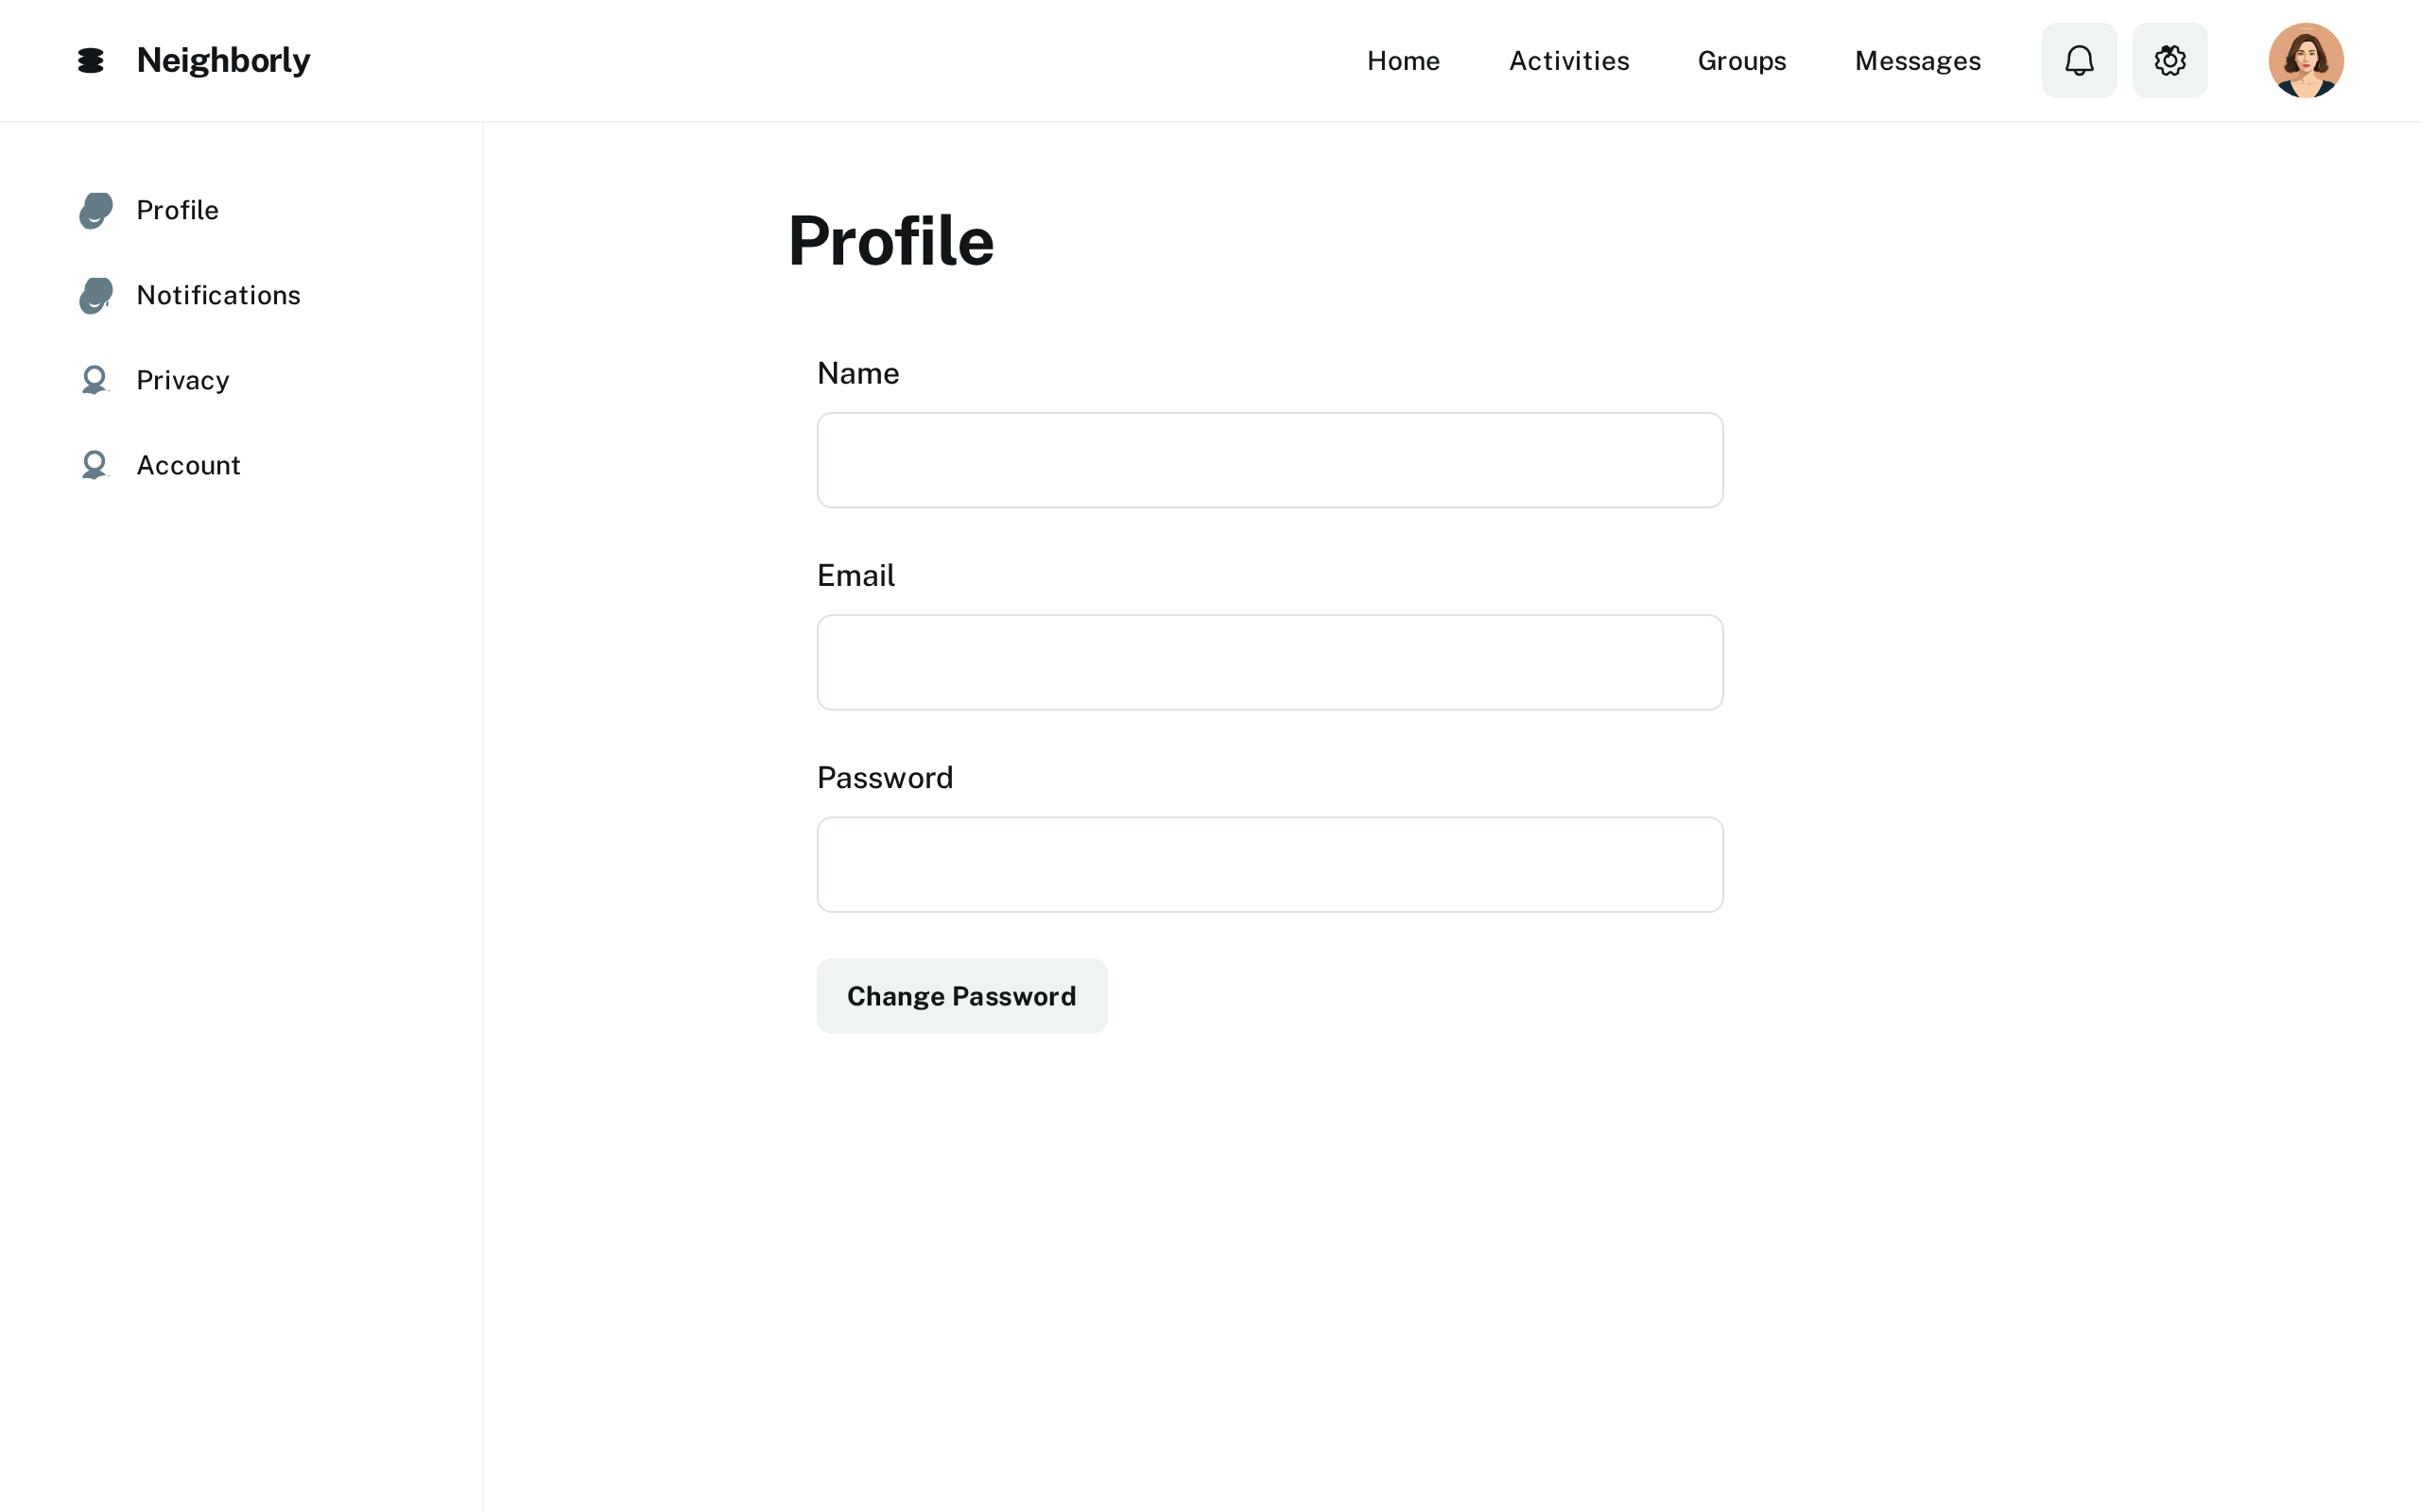 Neighborly
Home
Activities
Groups
Messages
Profile
Notifications
Privacy
Account
Profile
Name
Email
Password
Change Password